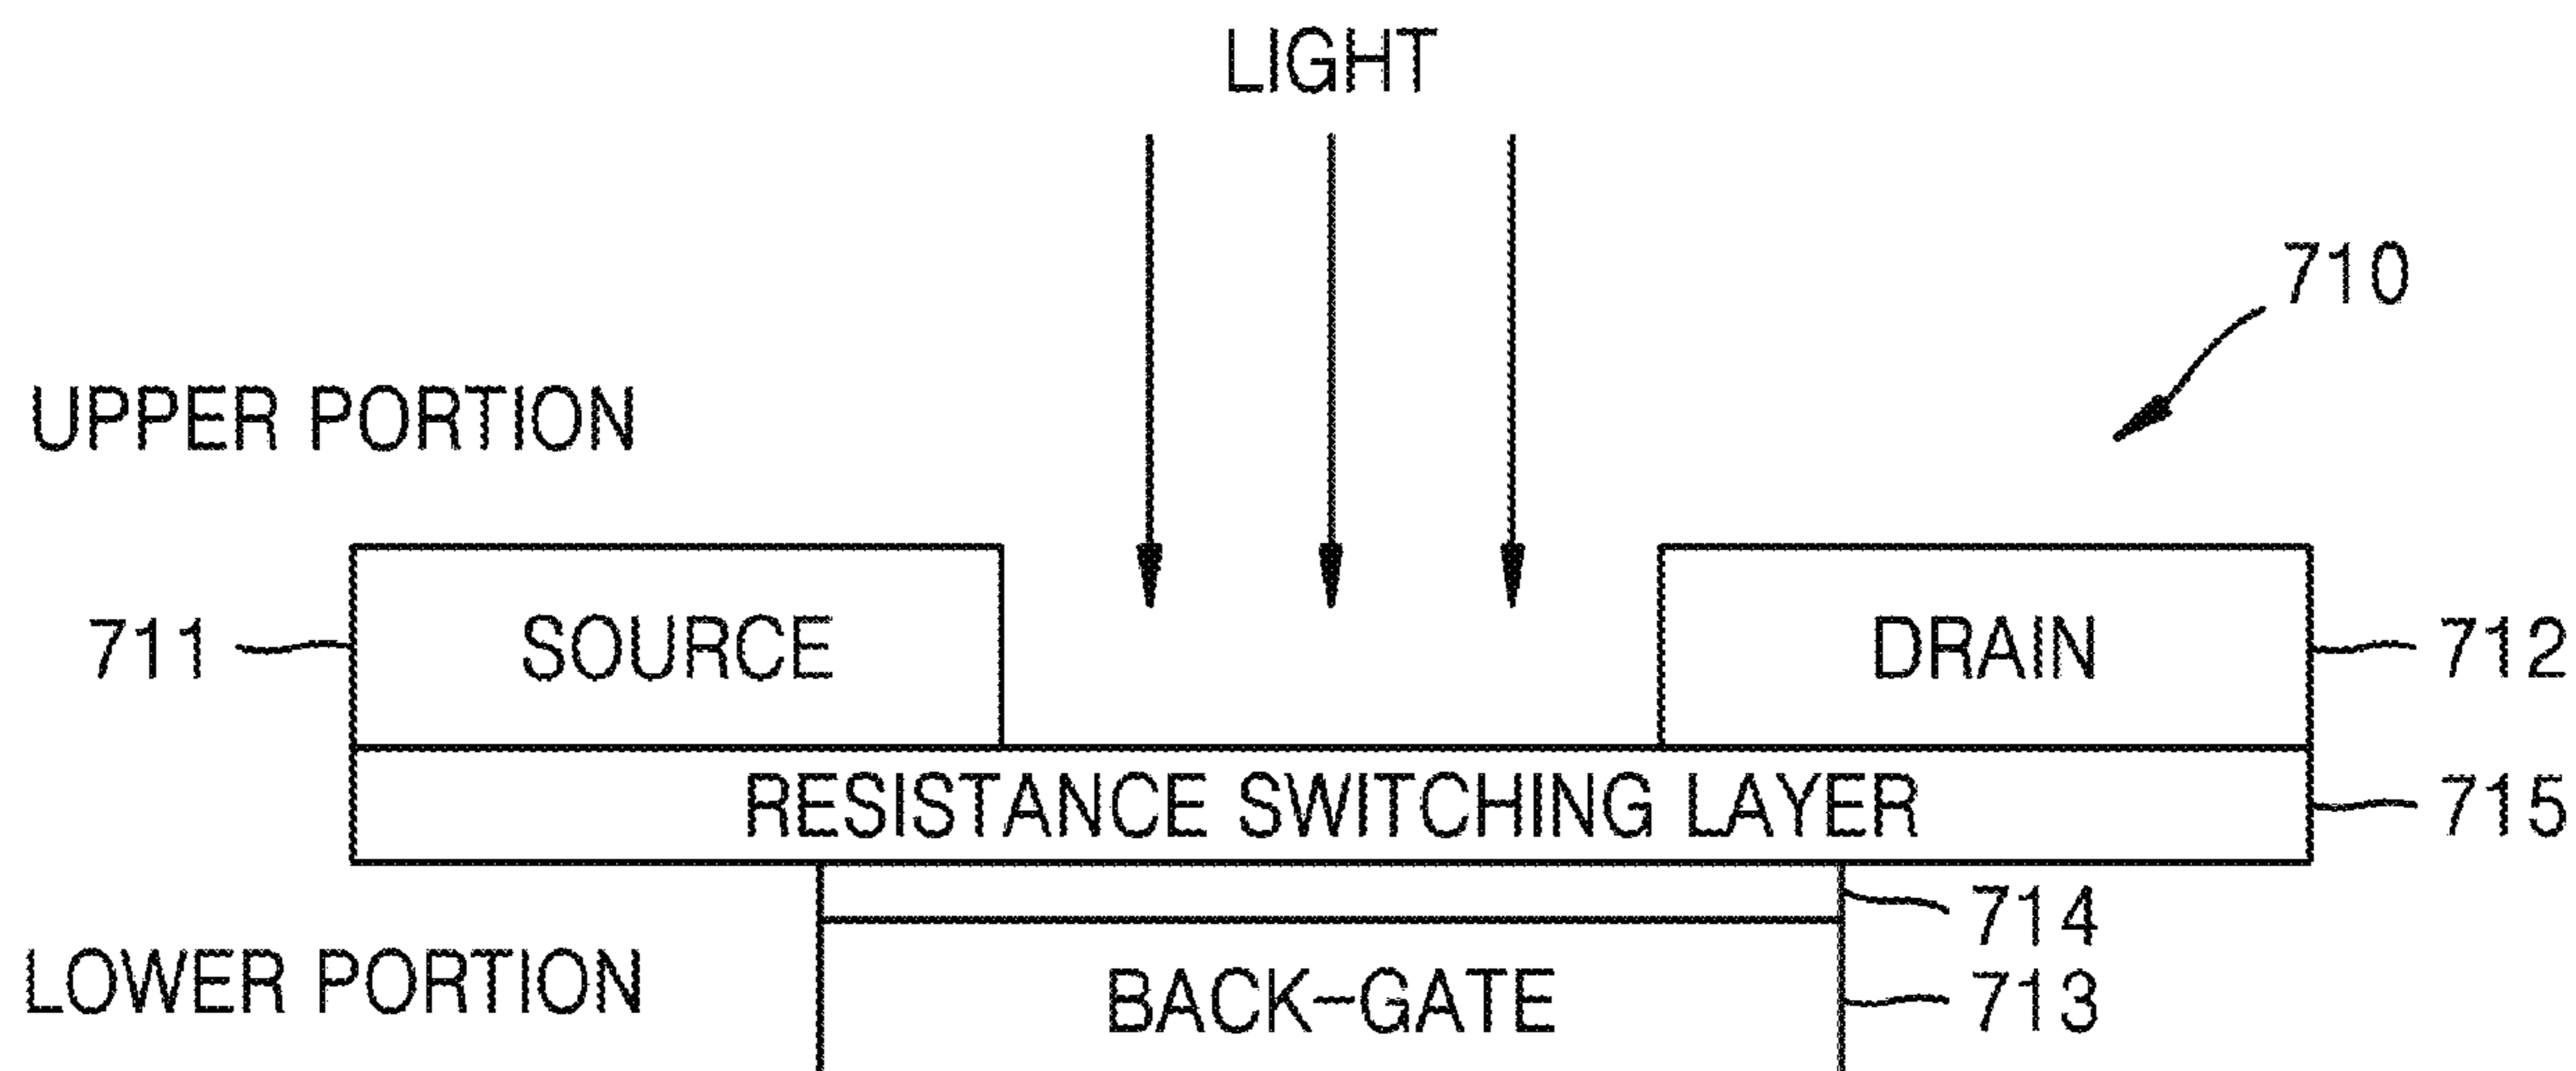 LIGHT
710
UPPER PORTION
711
SOURCE
DRAIN
712
RESISTANCE SWITCHING LAYER
715
714
LOWER PORTION
BACK-GATE
713